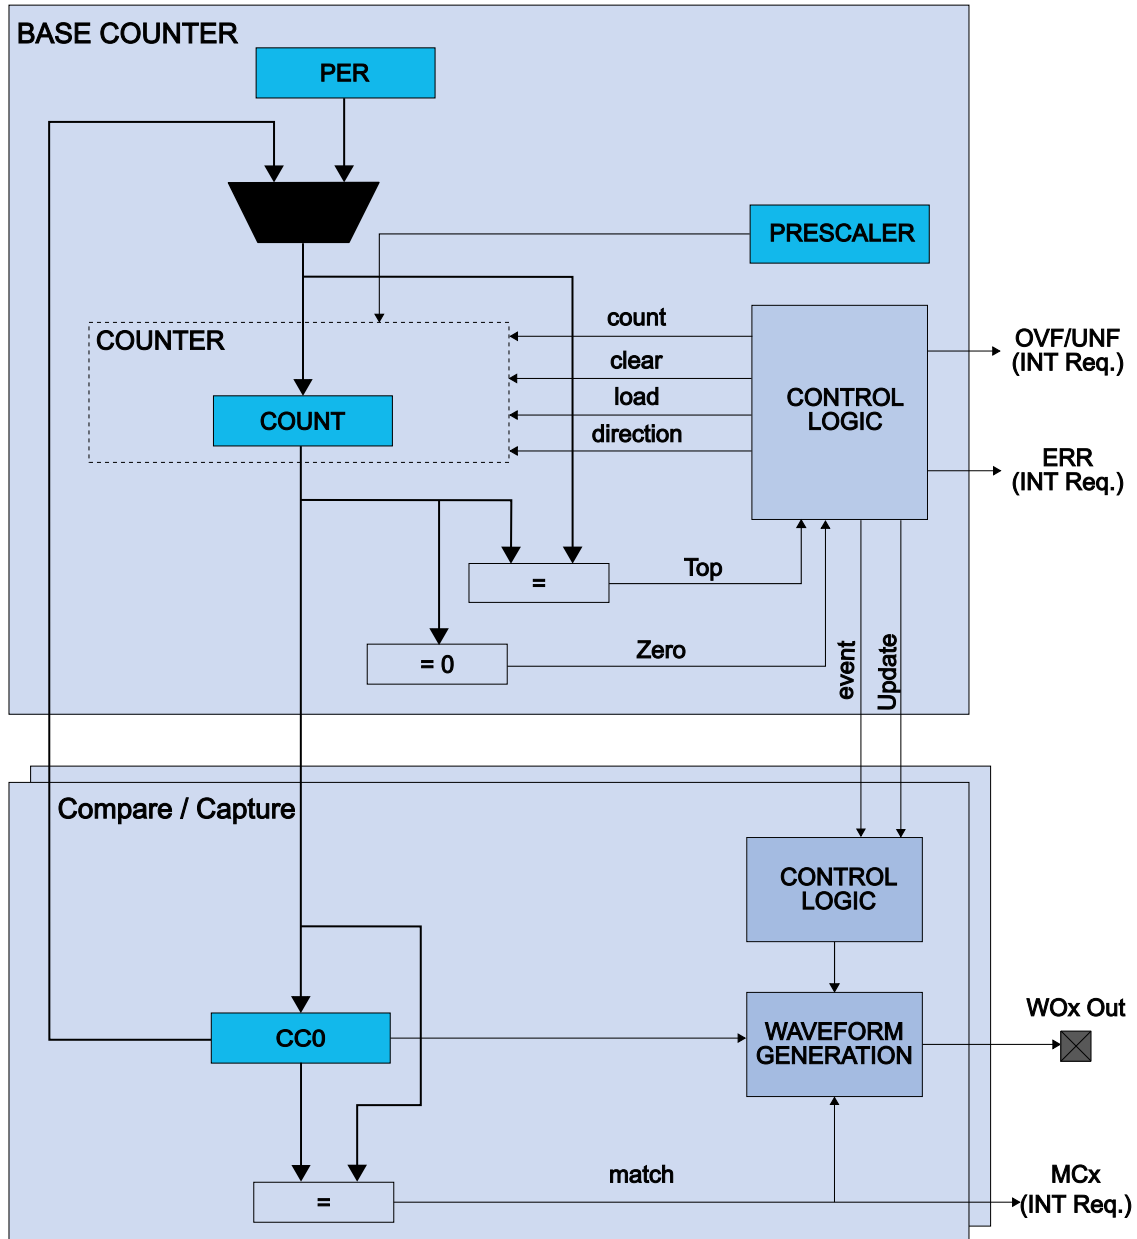 BASE COUNTER
PER
PRESCALER
COUNTER
count
clear
load
direction
COUNT
CONTROL
LOGIC
OVF/UNF
(INT Req.)
ERR
(INT Req.)
=
Top
= 0
Zero
event
Update
Compare / Capture
CONTROL
LOGIC
CC0
WAVEFORM
GENERATION
WOx Out
=
match
MCx
(INT Req.)